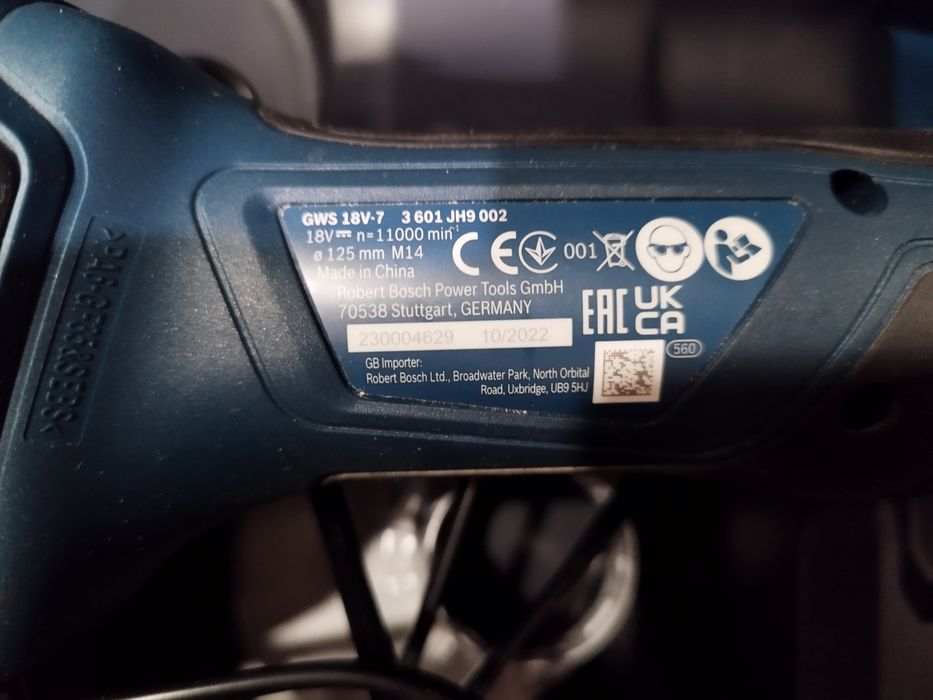 GWS 18V-7 3 601 JH9 002
18V⎓ n=11000 min⁻¹
ø 125 mm M14
Made in China
CE 001
Robert Bosch Power Tools GmbH
70538 Stuttgart, GERMANY
EAC UK
CA
230004629 10/2022
560
GB Importer:
Robert Bosch Ltd., Broadwater Park, North Orbital
Road, Uxbridge, UB9 5HJ